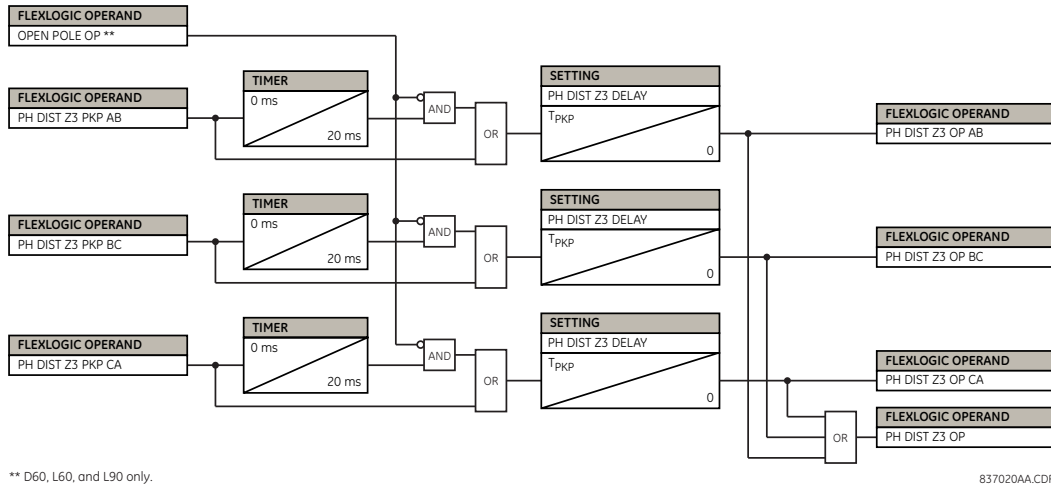 FLEXLOGIC OPERAND
OPEN POLE OP **
FLEXLOGIC OPERAND
PH DIST Z3 PKP AB
TIMER
0 ms
20 ms
AND
OR
SETTING
PH DIST Z3 DELAY
TPKP
0
FLEXLOGIC OPERAND
PH DIST Z3 OP AB
FLEXLOGIC OPERAND
PH DIST Z3 PKP BC
TIMER
0 ms
20 ms
AND
OR
SETTING
PH DIST Z3 DELAY
TPKP
0
FLEXLOGIC OPERAND
PH DIST Z3 OP BC
FLEXLOGIC OPERAND
PH DIST Z3 PKP CA
TIMER
0 ms
20 ms
AND
OR
SETTING
PH DIST Z3 DELAY
TPKP
0
FLEXLOGIC OPERAND
PH DIST Z3 OP CA
OR
FLEXLOGIC OPERAND
PH DIST Z3 OP
** D60, L60, and L90 only.
837020AA.CDR